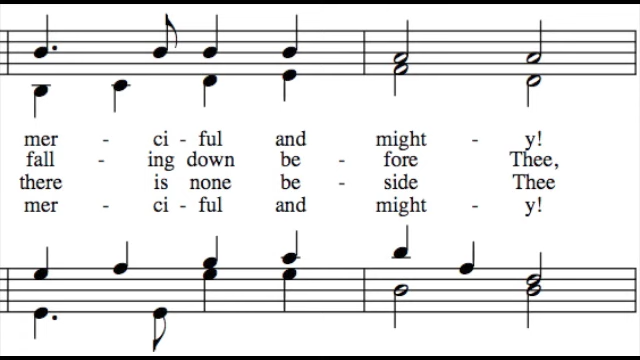 mer - ci - ful and might - y!
fall - ing down be - fore Thee,
there is none be - side Thee
mer - ci - ful and might - y!